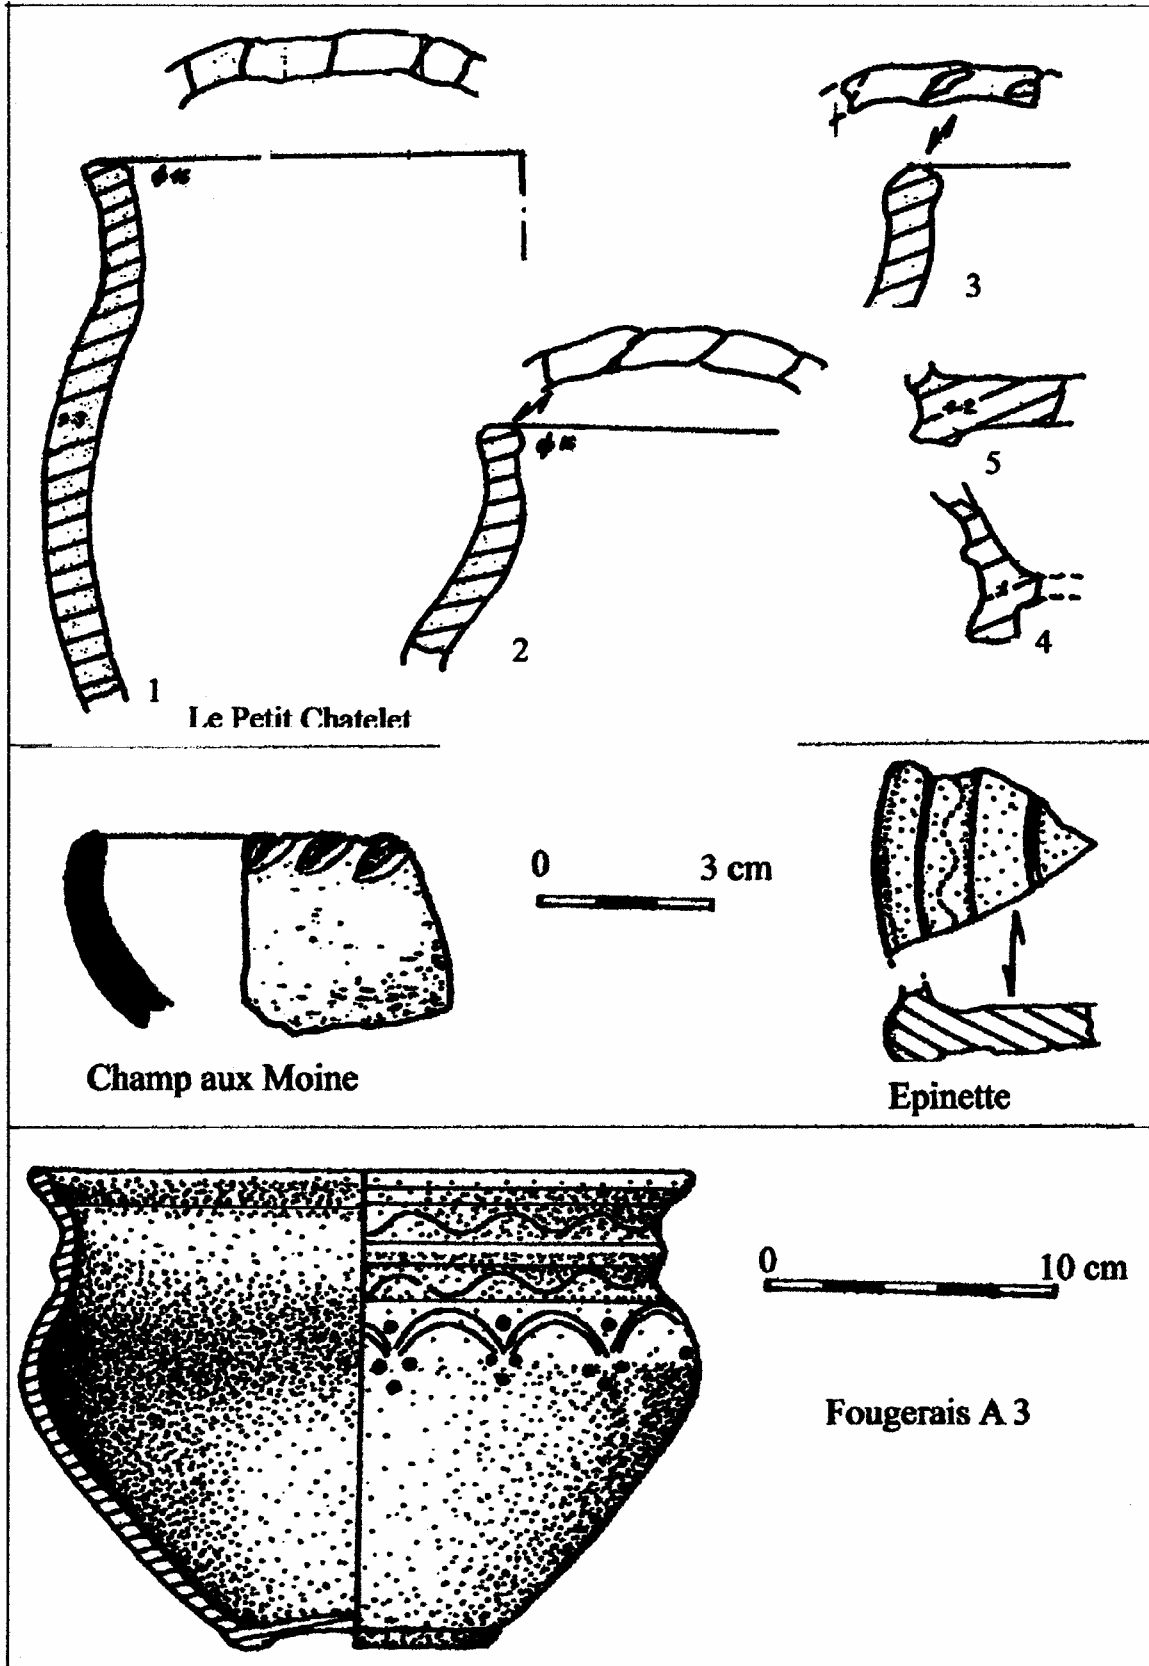 3
5
2
4
1
Le Petit Chatelet
0 3 cm
Champ aux Moine
Epinette
0 10 cm
Fougerais A 3